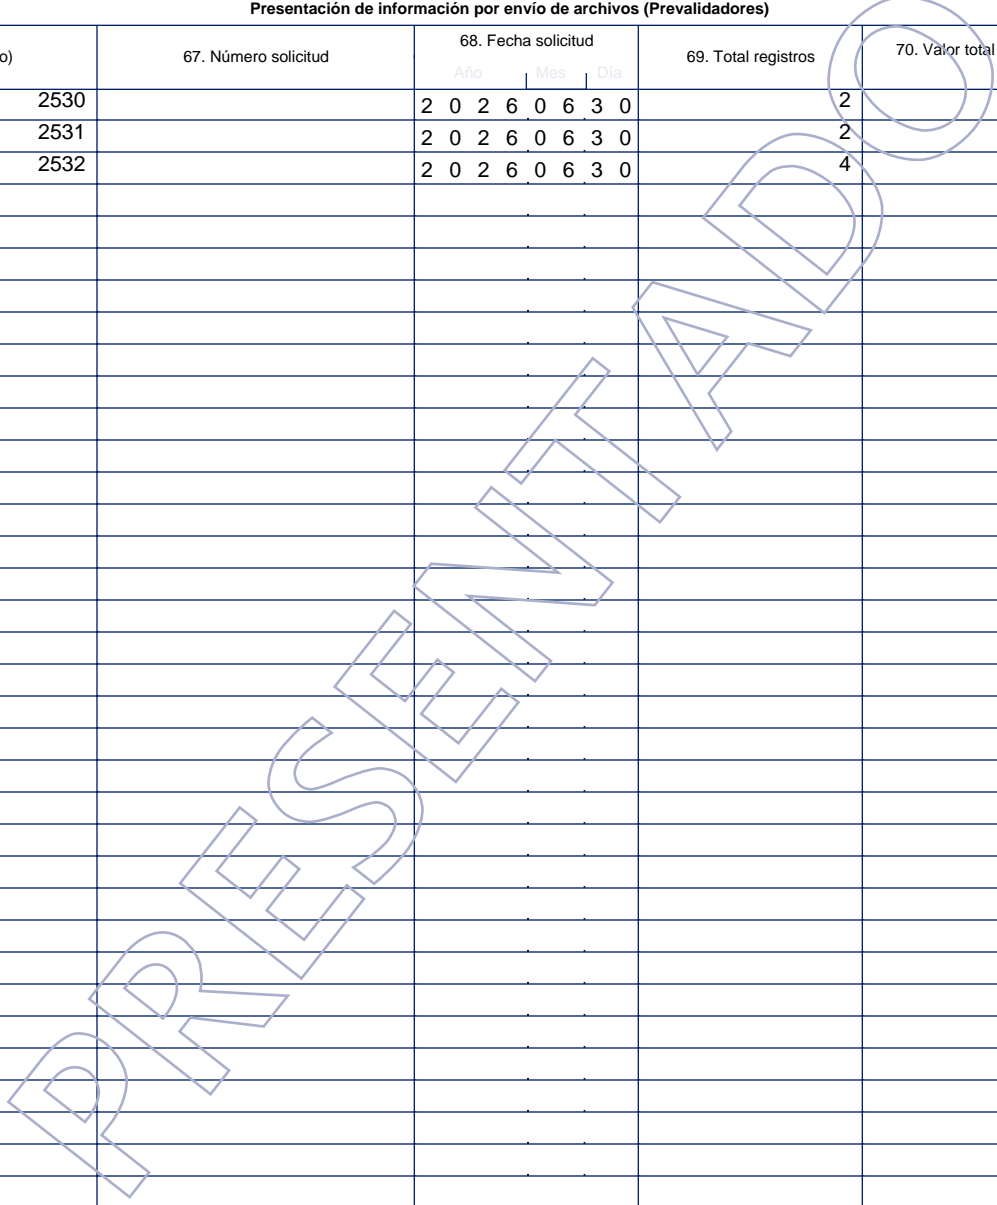 Presentación de información por envío de archivos (Prevalidadores)
o) 67. Número solicitud 68. Fecha solicitud 69. Total registros 70. Valor total
Año Mes Día
2530 2 0 2 6 0 6 3 0 2
2531 2 0 2 6 0 6 3 0 2
2532 2 0 2 6 0 6 3 0 4
PRESENTADO